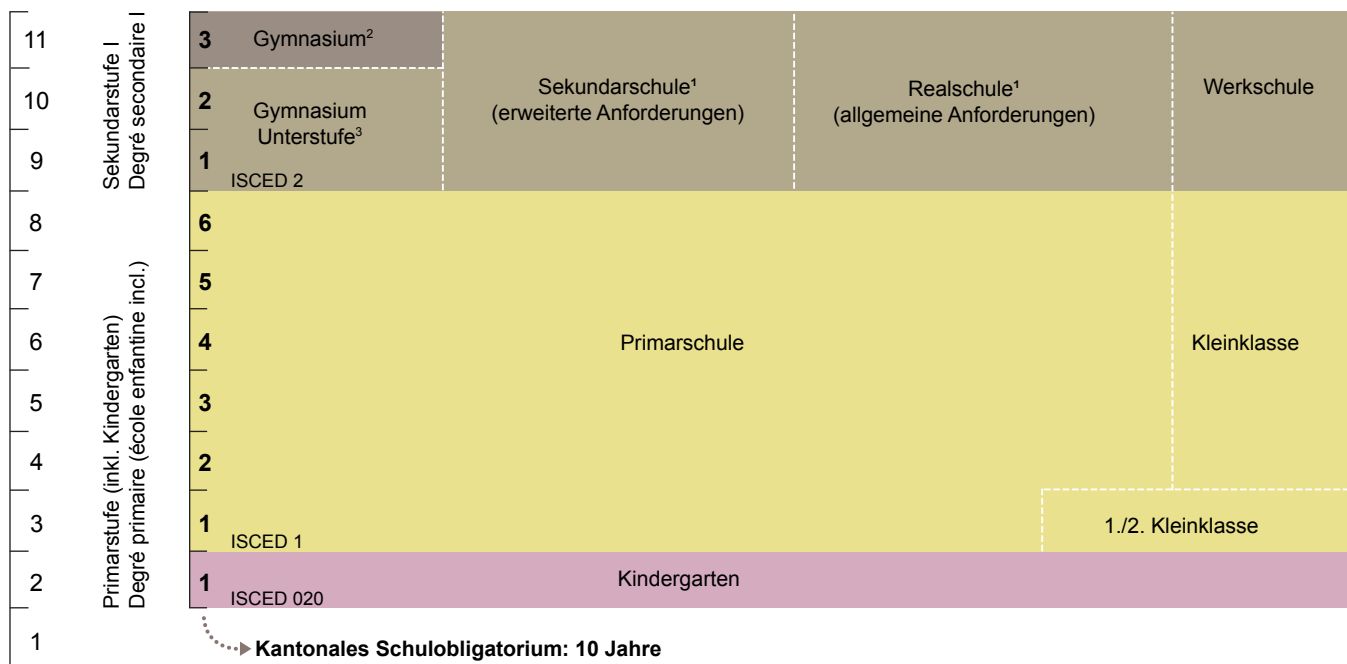 11
10
9
8
7
6
5
4
3
2
1
Sekundarstufe I
Degré secondaire I
Primarstufe (inkl. Kindergarten)
Degré primaire (école enfantine incl.)
3
2
1
6
5
4
3
2
1
1
Gymnasium²
Gymnasium
Unterstufe³
ISCED 2
Sekundarschule¹
(erweiterte Anforderungen)
Realschule¹
(allgemeine Anforderungen)
Werkschule
Primarschule
Kleinklasse
1./2. Kleinklasse
ISCED 1
Kindergarten
ISCED 020
Kantonales Schulobligatorium: 10 Jahre